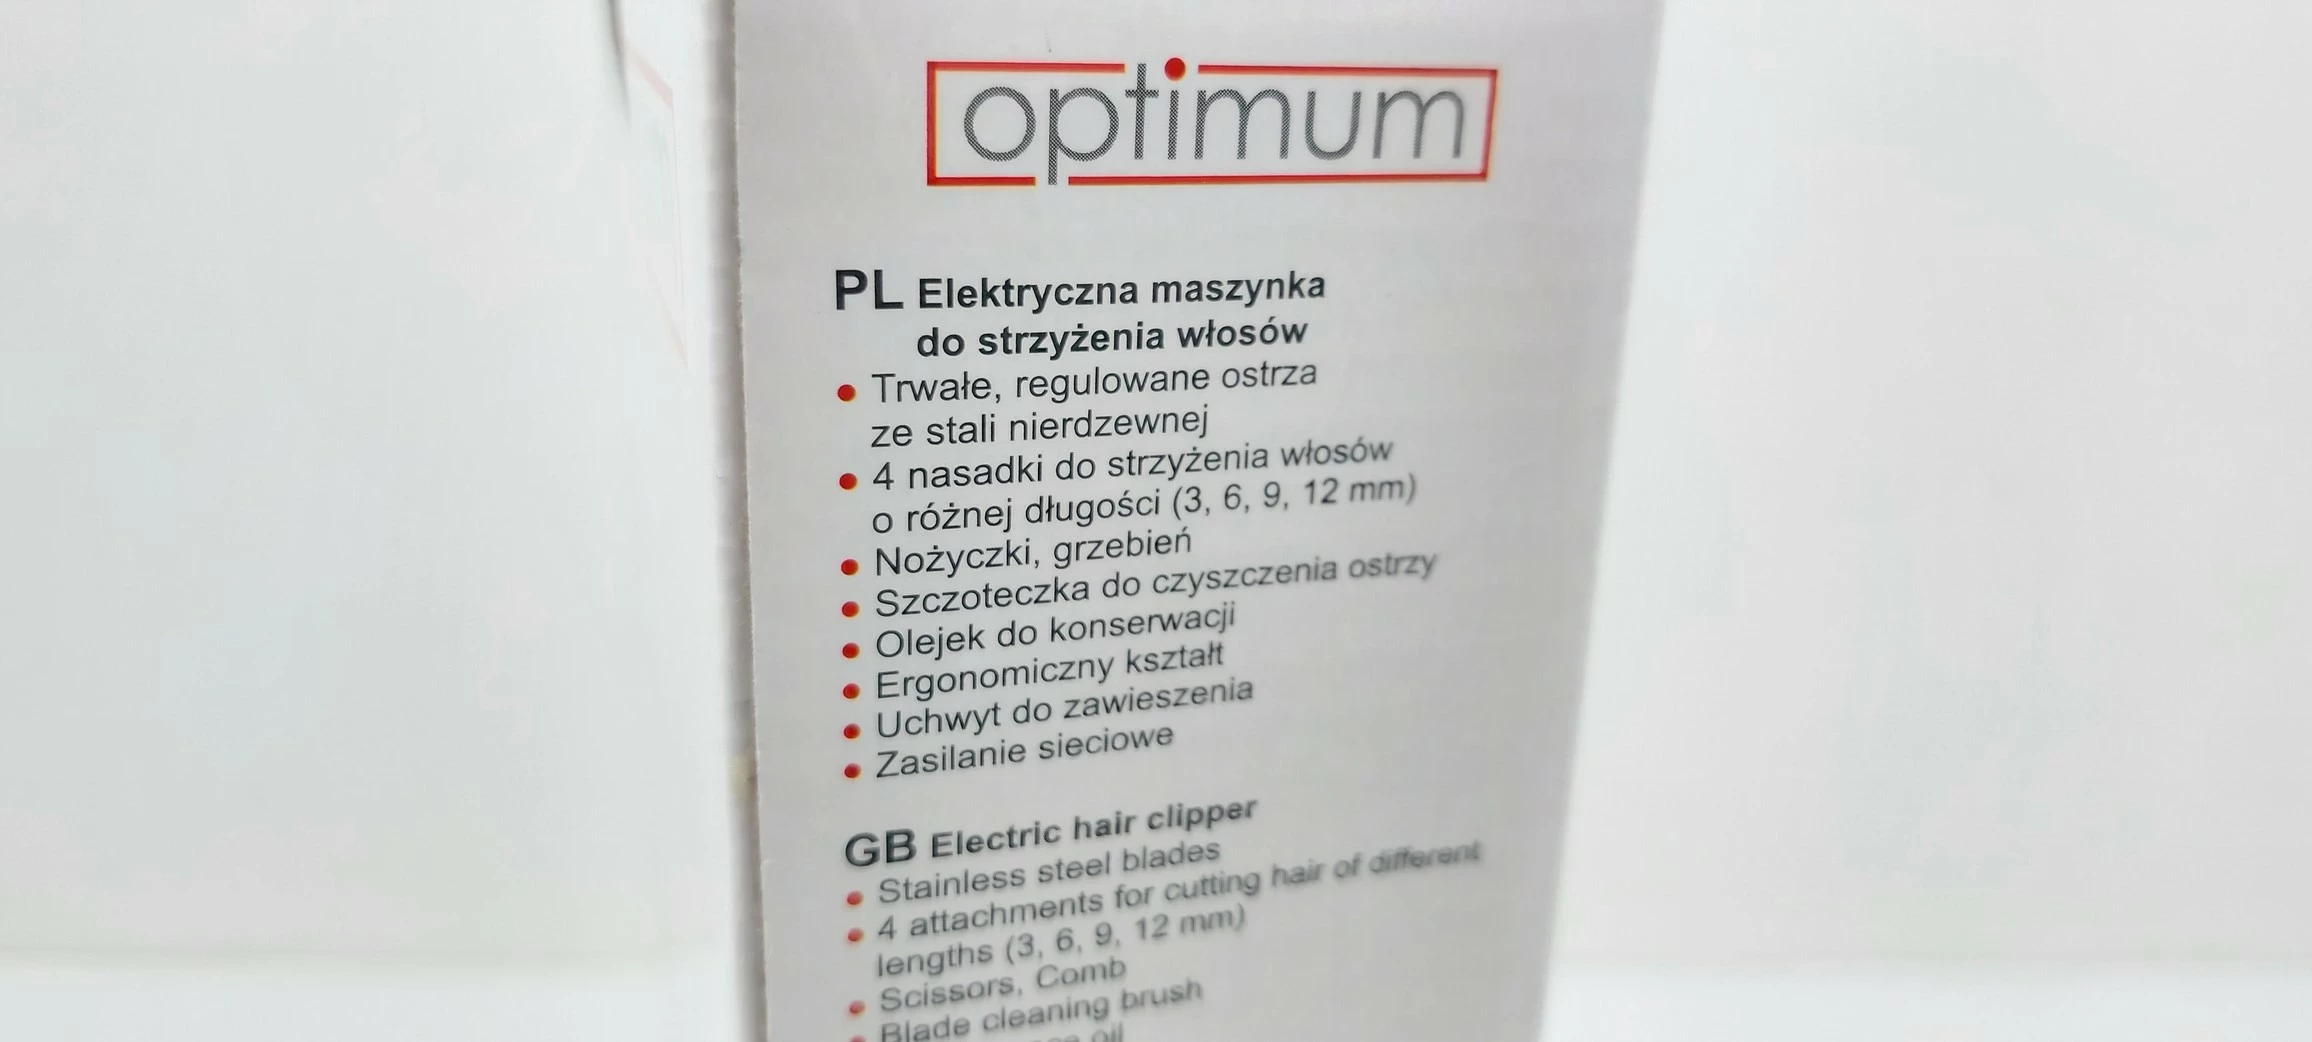 optimum
PL Elektryczna maszynka
do strzyżenia włosów
• Trwałe, regulowane ostrza
ze stali nierdzewnej
• 4 nasadki do strzyżenia włosów
o różnej długości (3, 6, 9, 12 mm)
• Nożyczki, grzebień
• Szczoteczka do czyszczenia ostrzy
• Olejek do konserwacji
• Ergonomiczny kształt
• Uchwyt do zawieszenia
• Zasilanie sieciowe
GB Electric hair clipper
• Stainless steel blades
• 4 attachments for cutting hair of different
lengths (3, 6, 9, 12 mm)
• Scissors, Comb
• Blade cleaning brush
oil